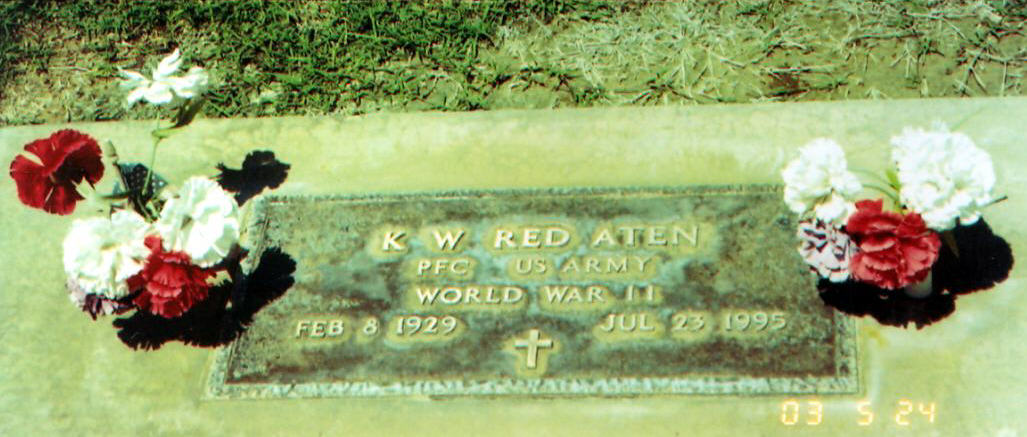 K W RED ATEN
PFC US ARMY
WORLD WAR II
FEB 8 1929 JUL 23 1995
03 5 24